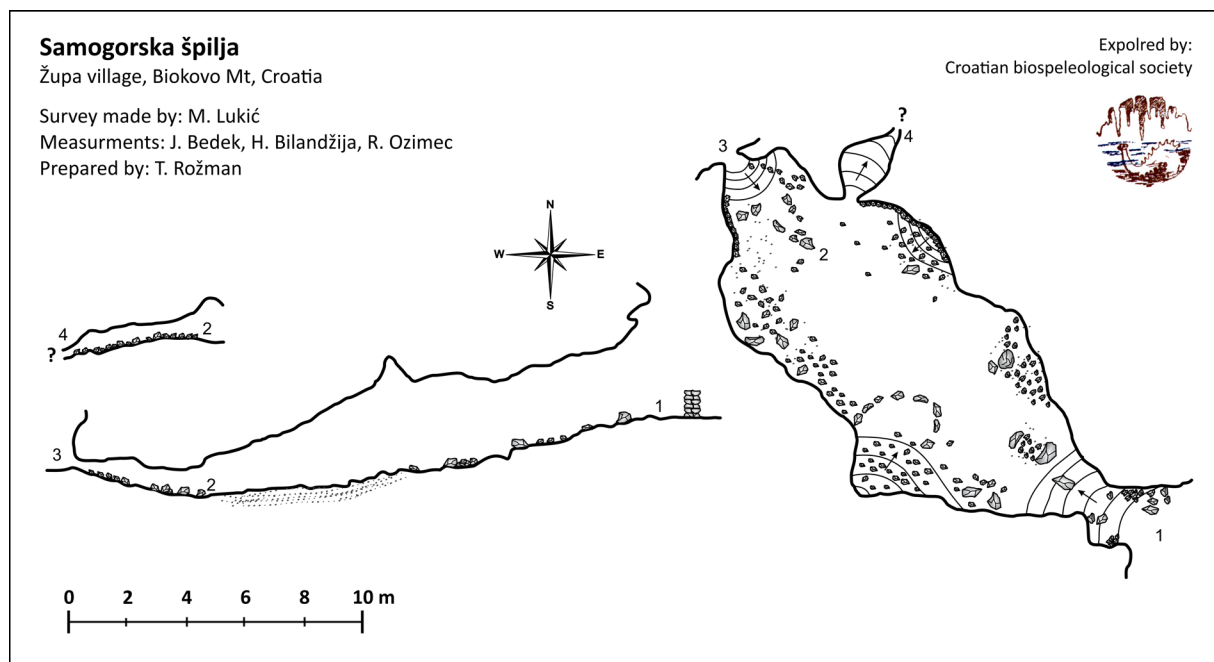 Samogorska špilja
Župa village, Biokovo Mt, Croatia
Survey made by: M. Lukić
Measurments: J. Bedek, H. Bilandžija, R. Ozimec
Prepared by: T. Rožman
Expolred by:
Croatian biospeleological society
N
W E
S
4 2
?
3 2 1
?
3 4
2
1
0 2 4 6 8 10 m